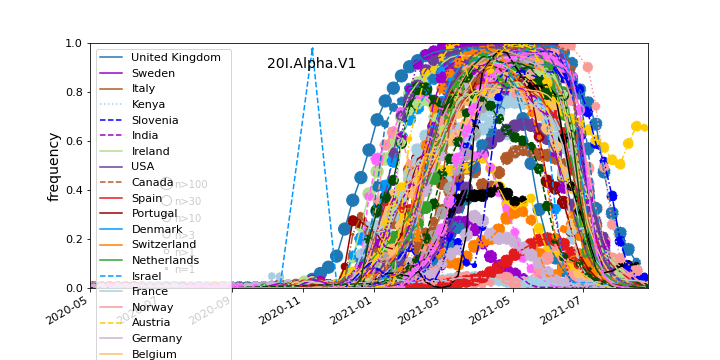 20I.Alpha.V1
frequency
1.0
0.8
0.6
0.4
0.2
0.0
United Kingdom
Sweden
Italy
Kenya
Slovenia
India
Ireland
USA
Canada
Spain
Portugal
Denmark
Switzerland
Netherlands
Israel
France
Norway
Austria
Germany
Belgium
n>100
n>30
n>10
n>3
n>1
n=1
2020-05
2020-09
2020-11
2021-01
2021-03
2021-05
2021-07